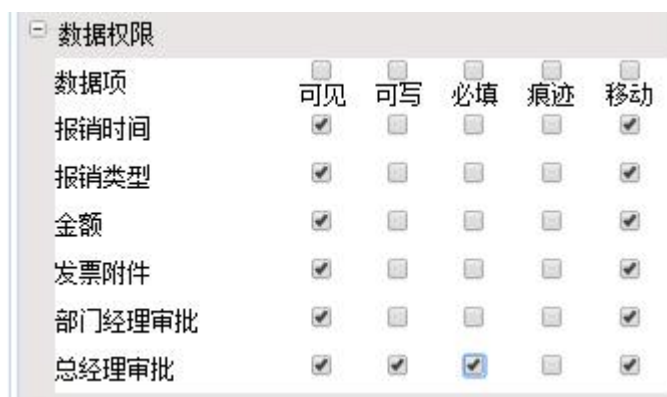 数据权限
数据项 可见 可写 必填 痕迹 移动
报销时间
报销类型
金额
发票附件
部门经理审批
总经理审批